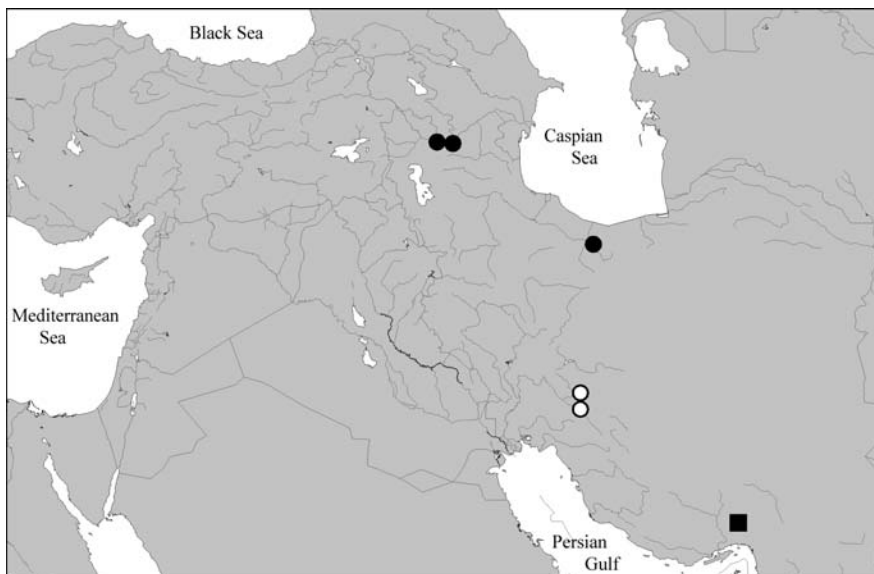 Black Sea
Caspian
Sea
Mediterranean
Sea
Persian
Gulf